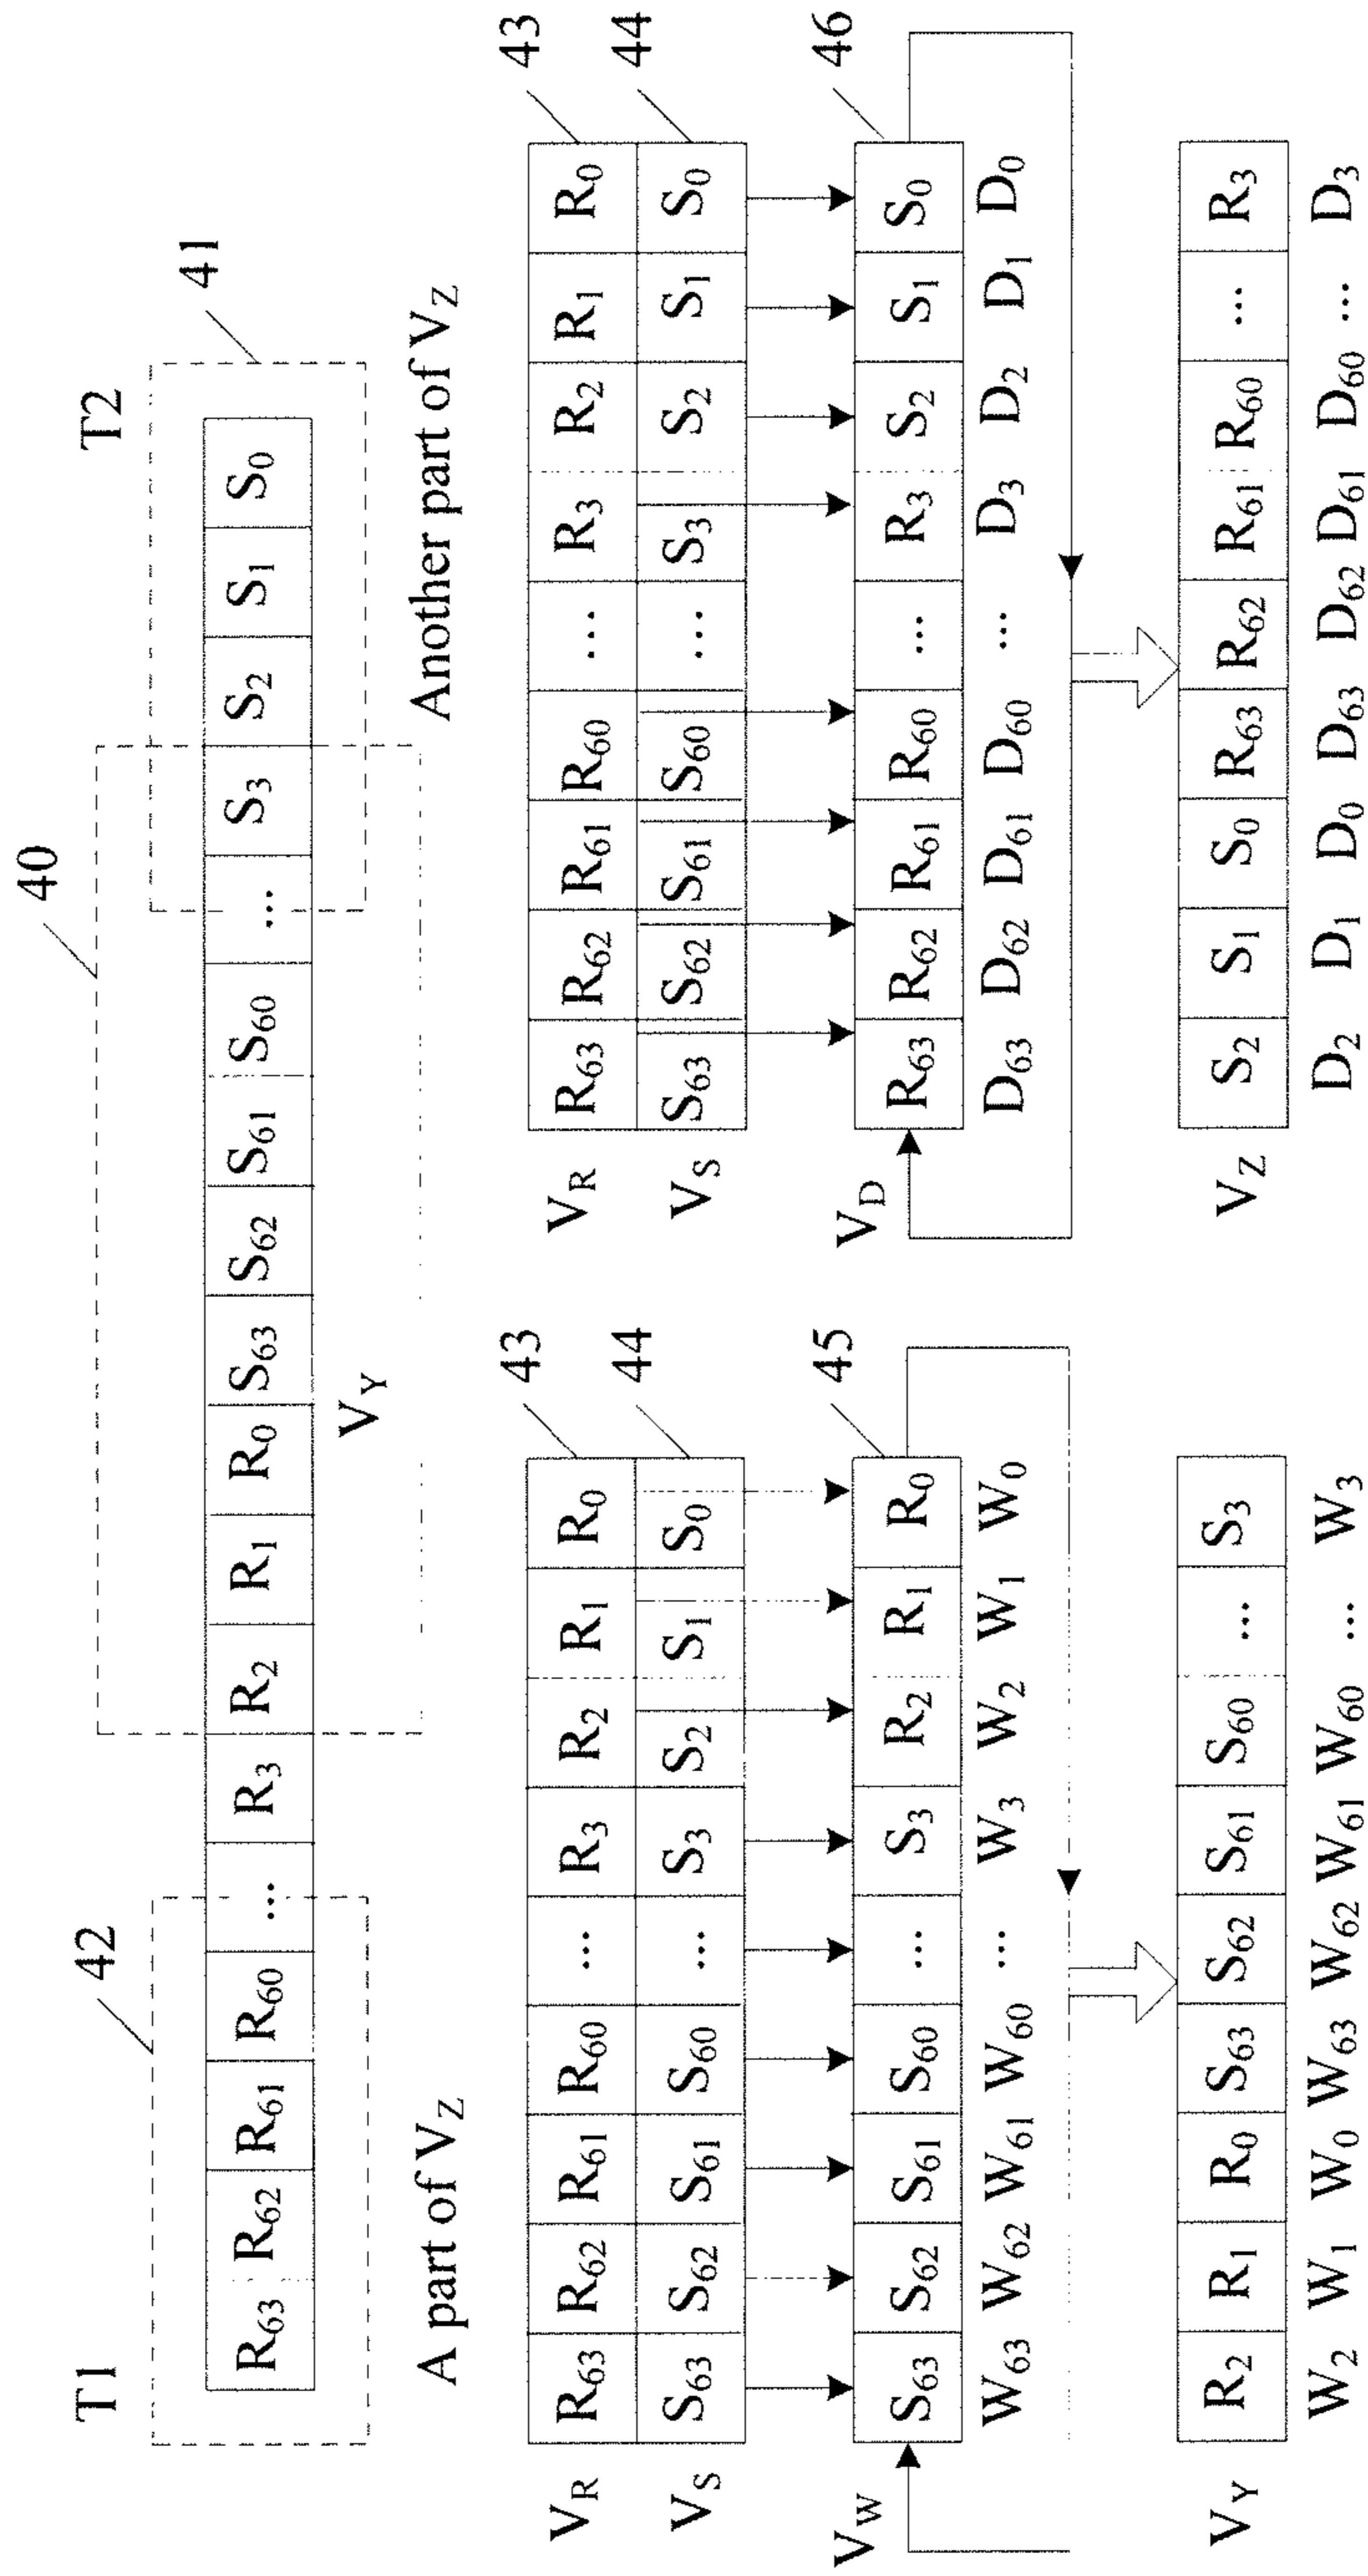 40
T1 42 T2 41
R63 R62 R61 R60 ... R3 R2 R1 R0 S63 S62 S61 S60 ... S3 S2 S1 S0
A part of VZ VY Another part of VZ
VR R63 R62 R61 R60 ... R3 R2 R1 R0 43
VS S63 S62 S61 S60 ... S3 S2 S1 S0 44
VW S63 S62 S61 S60 ... S3 R2 R1 R0 45
W63 W62 W61 W60 ... W3 W2 W1 W0
VY R2 R1 R0 S63 S62 S61 S60 ... S3
W2 W1 W0 W63 W62 W61 W60 ... W3
VR R63 R62 R61 R60 ... R3 R2 R1 R0 43
VS S63 S62 S61 S60 ... S3 S2 S1 S0 44
VD R63 R62 R61 R60 ... R3 S2 S1 S0 46
D63 D62 D61 D60 ... D3 D2 D1 D0
VZ S2 S1 S0 R63 R62 R61 R60 ... R3
D2 D1 D0 D63 D62 D61 D60 ... D3